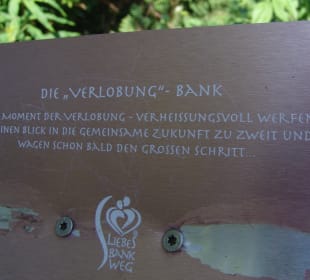 DIE „VERLOBUNG“- BANK
MOMENT DER VERLOBUNG - VERHEISSUNGSVOLL WERFEN
INEN BLICK IN DIE GEMEINSAME ZUKUNFT ZU ZWEIT UND
WAGEN SCHON BALD DEN GROSSEN SCHRITT...
LIEBES
BANK
WEG